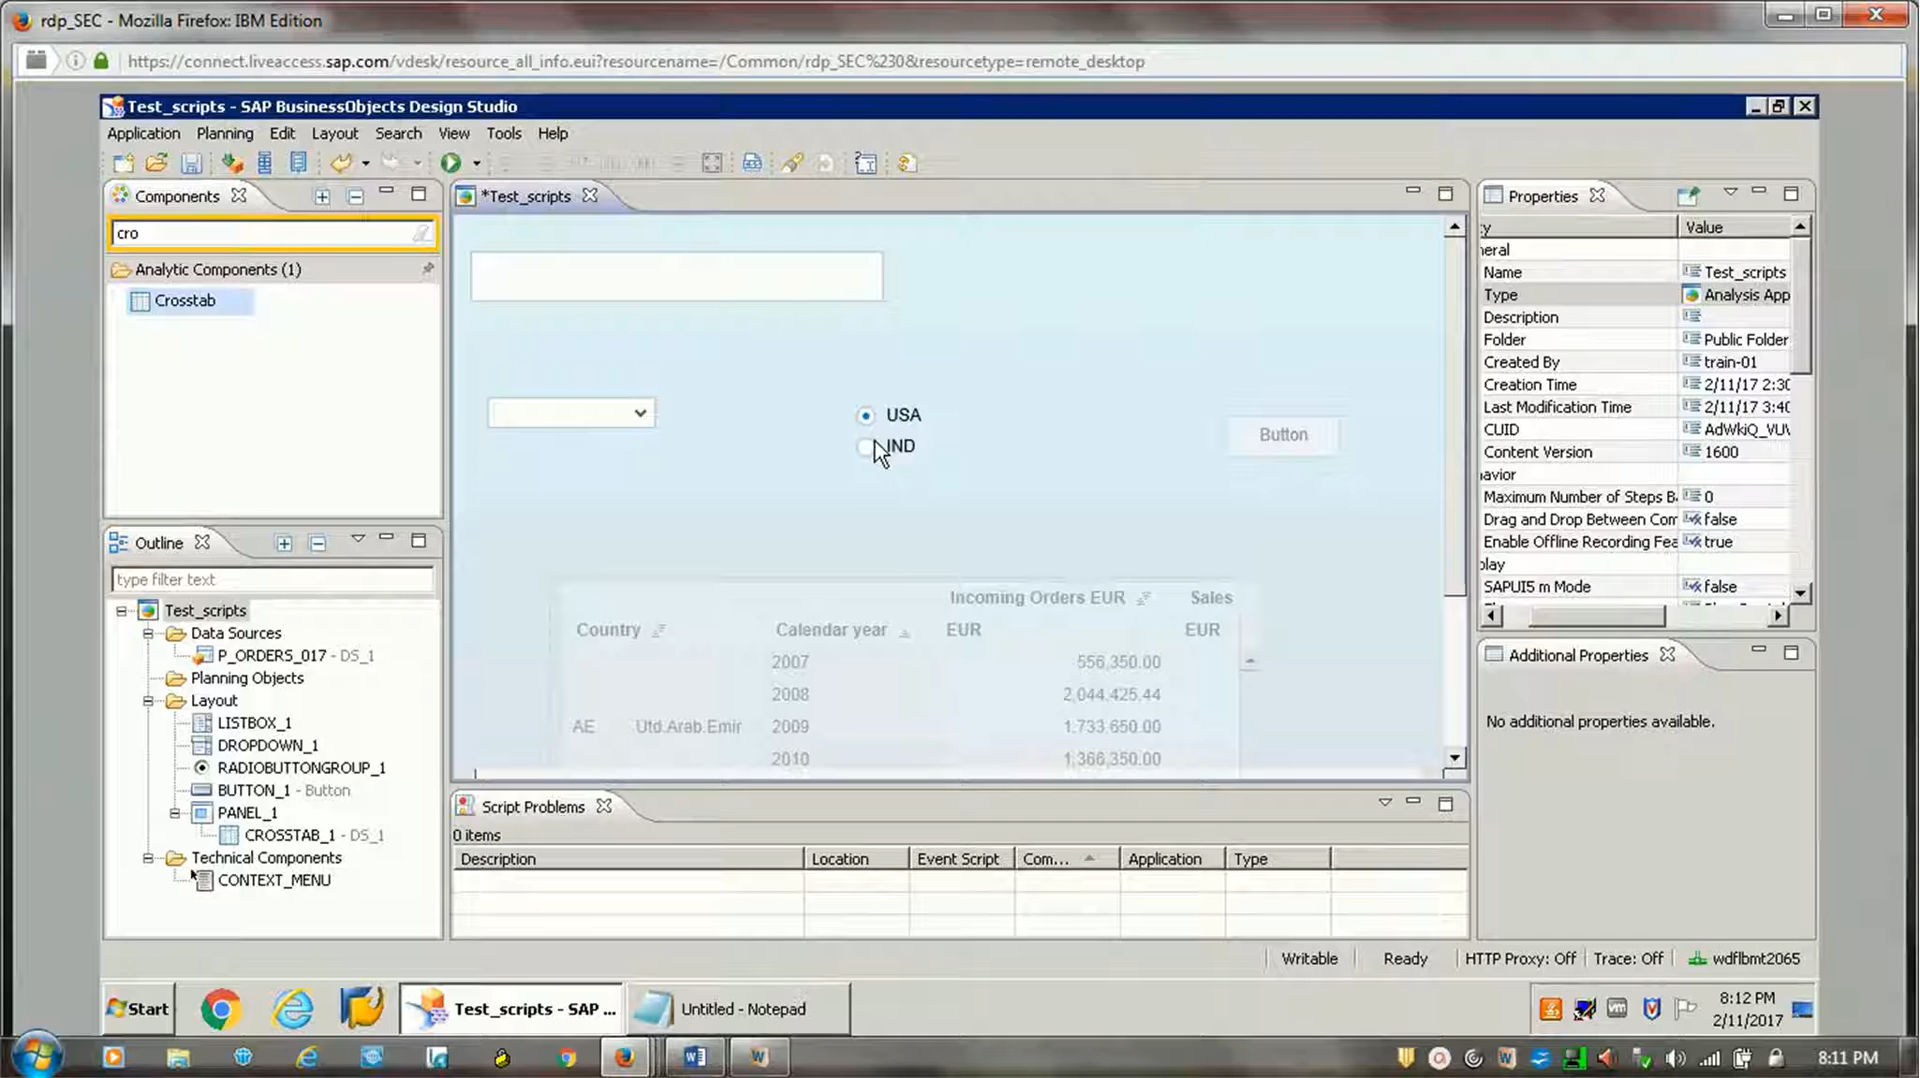 rdp_SEC - Mozilla Firefox: IBM Edition
https://connect.liveaccess.sap.com/vdesk/resource_all_info.eui?resourcename=/Common/rdp_SEC%230&resourcetype=remote_desktop
Test_scripts - SAP BusinessObjects Design Studio
Application Planning Edit Layout Search View Tools Help
Components
*Test_scripts
Properties
cro
Analytic Components (1)
Crosstab
USA
IND
Button
Incoming Orders EUR Sales
Country Calendar year EUR EUR
2007 556,350.00
2008 2,044,425.44
AE Utd.Arab.Emir 2009 1,733,650.00
2010 1,366,350.00
Value
Name Test_scripts
Type Analysis App
Description
Folder Public Folder
Created By train-01
Creation Time 2/11/17 2:30
Last Modification Time 2/11/17 3:40
CUID AdWkiQ_VU
Content Version 1600
Maximum Number of Steps B 0
Drag and Drop Between Com false
Enable Offline Recording Fea true
SAPUI5 m Mode false
Outline
type filter text
Test_scripts
Data Sources
P_ORDERS_017 - DS_1
Planning Objects
Layout
LISTBOX_1
DROPDOWN_1
RADIOBUTTONGROUP_1
BUTTON_1 - Button
PANEL_1
CROSSTAB_1 - DS_1
Technical Components
CONTEXT_MENU
Additional Properties
No additional properties available.
Script Problems
0 items
Description Location Event Script Com... Application Type
Writable Ready HTTP Proxy: Off Trace: Off wdflbmt2065
Start Test_scripts - SAP ... Untitled - Notepad
8:12 PM
2/11/2017
8:11 PM